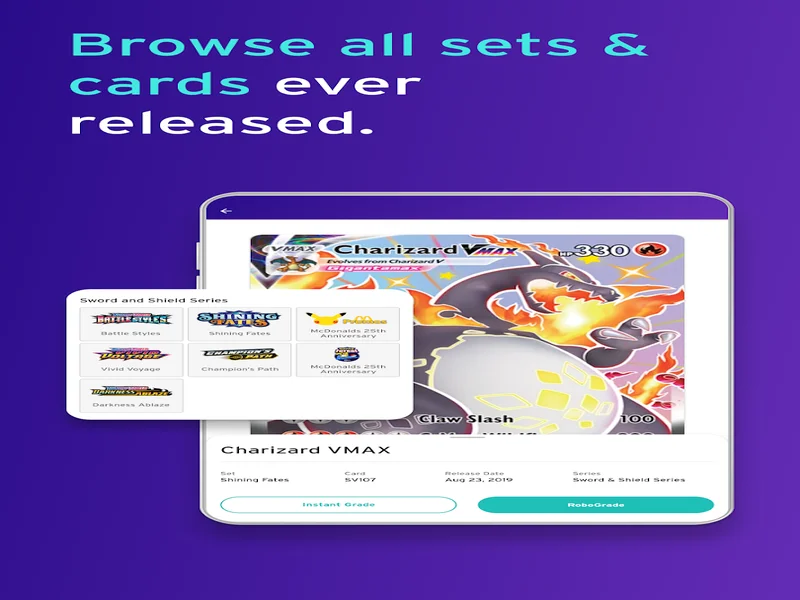 Browse all sets &
cards ever
released.
VMAX
Charizard VMAX HP 330
Evolves from Charizard V
Gigantamax
Sword and Shield Series
BATTLE STYLES
SHINING FATES
Promos
Battle Styles
Shining Fates
McDonalds 25th Anniversary
VIVID VOLTAGE
CHAMPION'S PATH
Vivid Voyage
Champion's Path
McDonalds 25th Anniversary
DARKNESS ABLAZE
Darkness Ablaze
Claw Slash 100
Charizard VMAX
Set
Card
Release Date
Series
Shining Fates
SV107
Aug 23, 2019
Sword & Shield Series
Instant Grade
RoboGrade